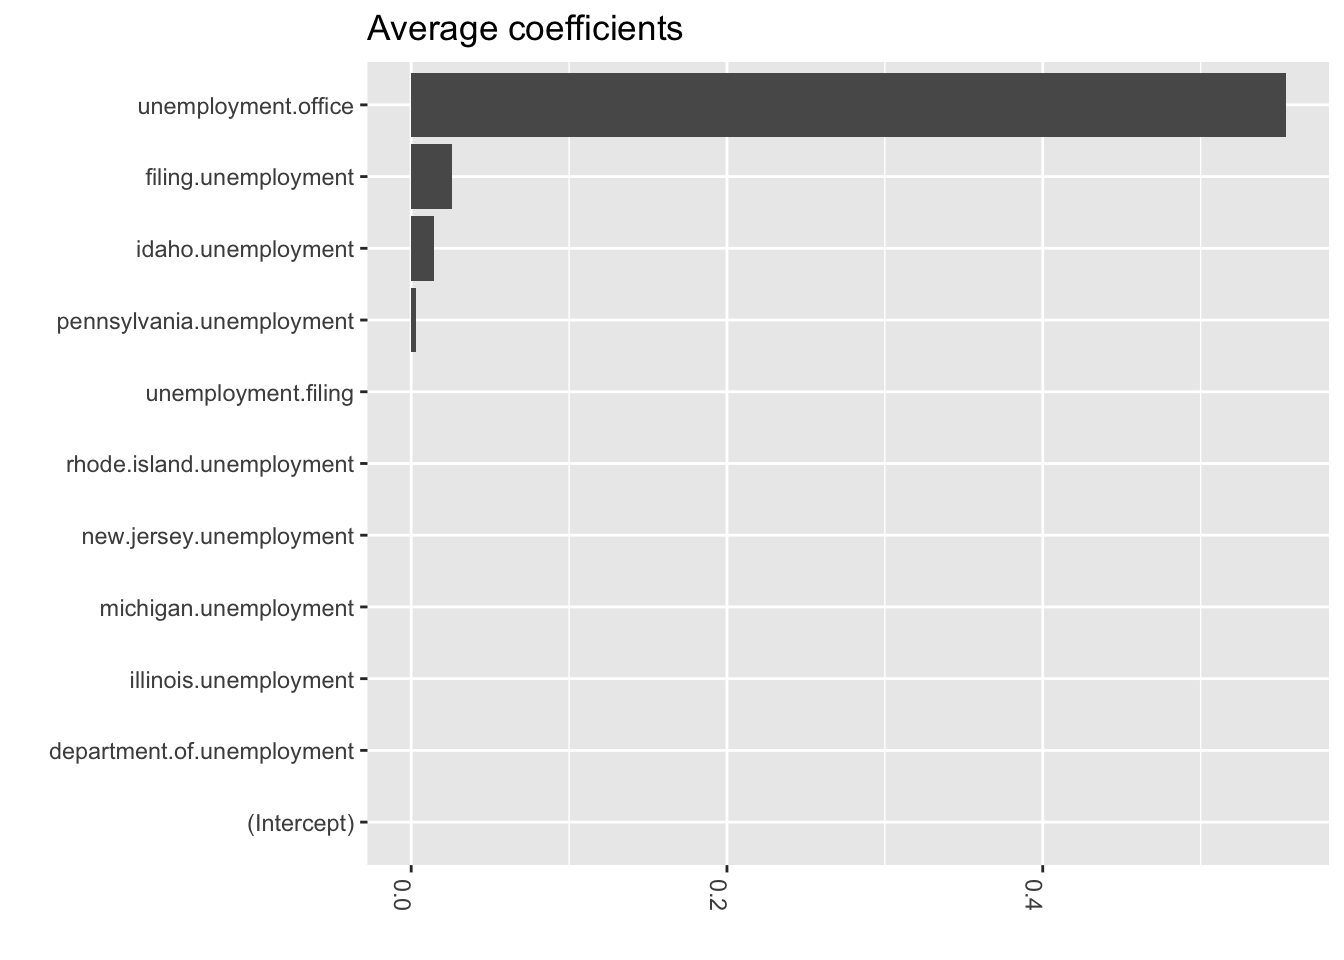 Average coefficients
unemployment.office
filing.unemployment
idaho.unemployment
pennsylvania.unemployment
unemployment.filing
rhode.island.unemployment
new.jersey.unemployment
michigan.unemployment
illinois.unemployment
department.of.unemployment
(Intercept)
0.0
0.2
0.4